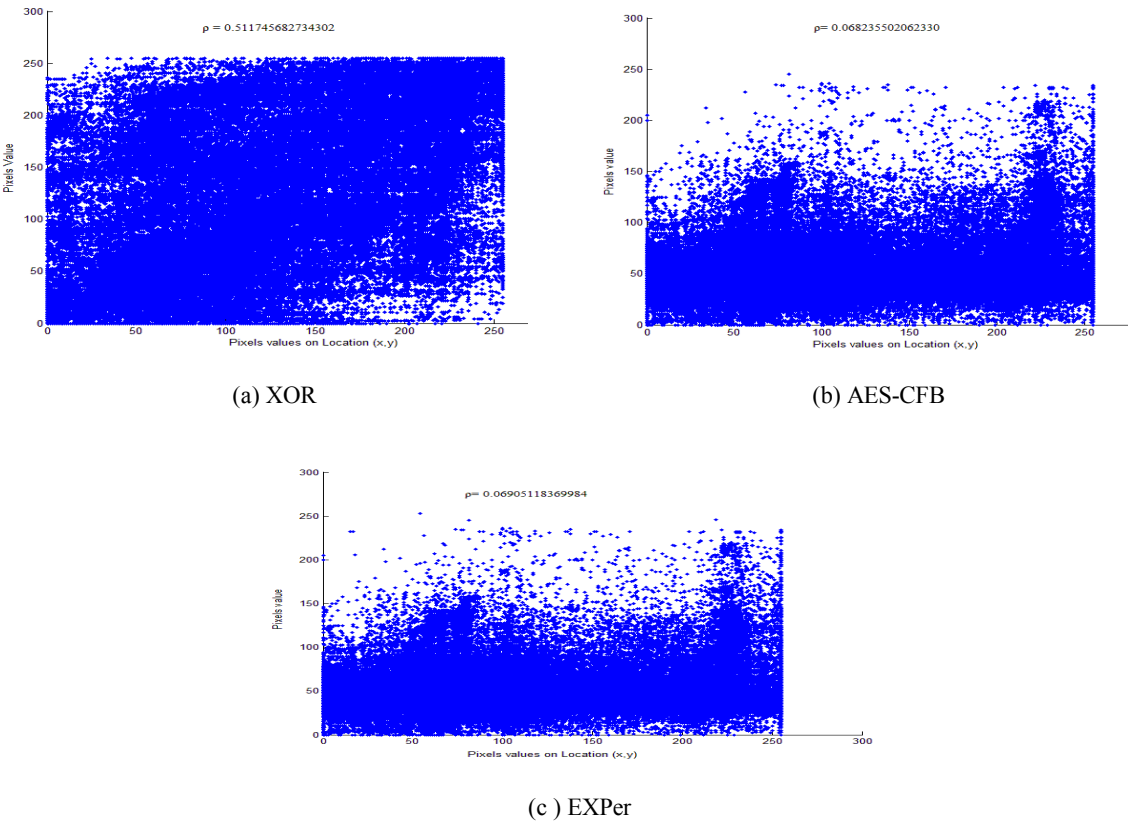 300
250
200
150
100
50
0
Pixels Value
ρ = 0.511745682734302
0 50 100 150 200 250
Pixels values on Location (x,y)
(a) XOR
300
250
200
150
100
50
0
Pixels value
ρ= 0.068235502062330
0 50 100 150 200 250
Pixels values on Location (x,y)
(b) AES-CFB
300
250
200
150
100
50
0
Pixels value
ρ= 0.06905118369984
0 50 100 150 200 250 300
Pixels values on Location (x,y)
(c ) EXPer